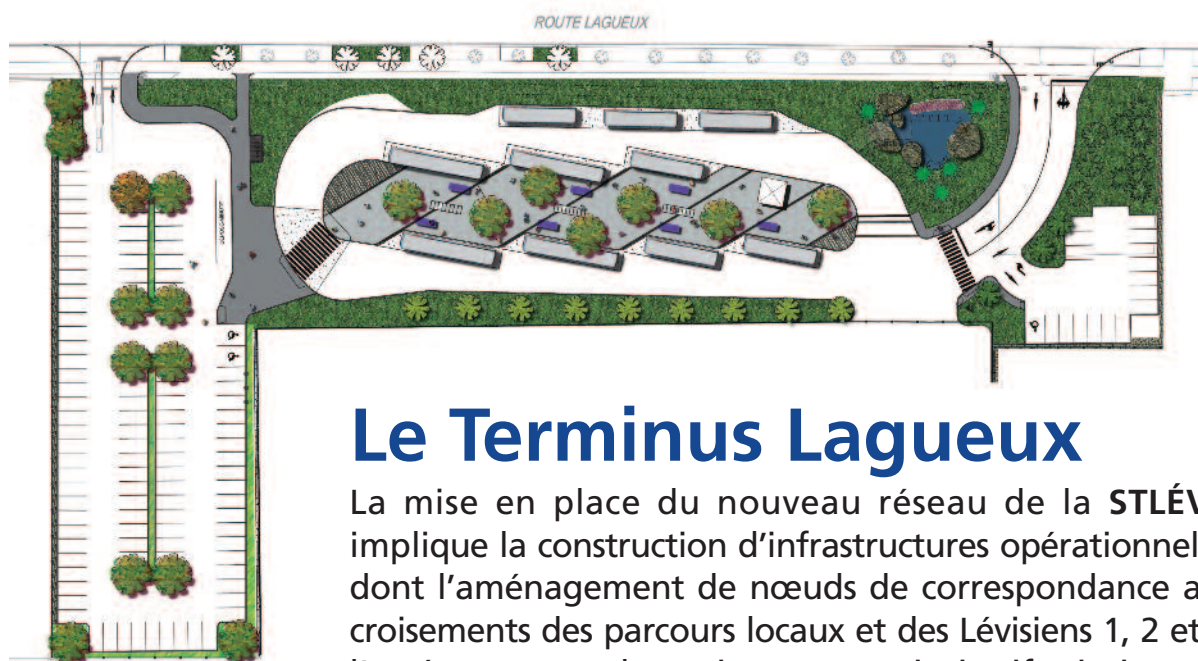 ROUTE LAGUEUX
Le Terminus Lagueux
La mise en place du nouveau réseau de la STLÉV
implique la construction d'infrastructures opérationnel
dont l'aménagement de nœuds de correspondance a
croisements des parcours locaux et des Lévisiens 1, 2 et